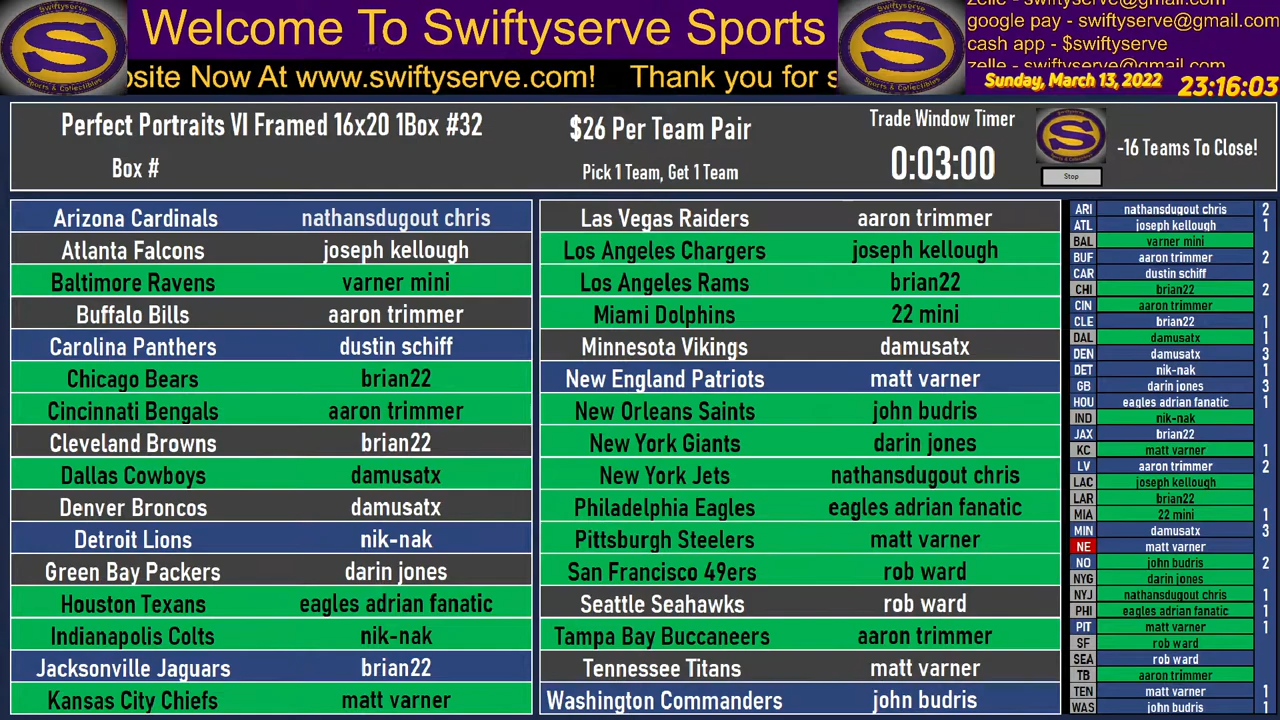 Welcome To Swiftyserve Sports
osite Now At www.swiftyserve.com! Thank you for s
S
Sports & Collectibles
S
Sports & Collectibles
zelle - swiftyserve@gmail.com
google pay - swiftyserve@gmail.com
cash app - $swiftyserve
zelle - swiftyserve@gmail.com
Sunday, March 13, 2022 23:16:03
Perfect Portraits VI Framed 16x20 1Box #32
Box #
$26 Per Team Pair
Pick 1 Team, Get 1 Team
Trade Window Timer
0:03:00
S
Stop
-16 Teams To Close!
Arizona Cardinals nathansdugout chris
Atlanta Falcons joseph kellough
Baltimore Ravens varner mini
Buffalo Bills aaron trimmer
Carolina Panthers dustin schiff
Chicago Bears brian22
Cincinnati Bengals aaron trimmer
Cleveland Browns brian22
Dallas Cowboys damusatx
Denver Broncos damusatx
Detroit Lions nik-nak
Green Bay Packers darin jones
Houston Texans eagles adrian fanatic
Indianapolis Colts nik-nak
Jacksonville Jaguars brian22
Kansas City Chiefs matt varner
Las Vegas Raiders aaron trimmer
Los Angeles Chargers joseph kellough
Los Angeles Rams brian22
Miami Dolphins 22 mini
Minnesota Vikings damusatx
New England Patriots matt varner
New Orleans Saints john budris
New York Giants darin jones
New York Jets nathansdugout chris
Philadelphia Eagles eagles adrian fanatic
Pittsburgh Steelers matt varner
San Francisco 49ers rob ward
Seattle Seahawks rob ward
Tampa Bay Buccaneers aaron trimmer
Tennessee Titans matt varner
Washington Commanders john budris
ARI nathansdugout chris 2
ATL joseph kellough 1
BAL varner mini
BUF aaron trimmer 2
CAR dustin schiff
CHI brian22 2
CIN aaron trimmer
CLE brian22 1
DAL damusatx 1
DEN damusatx 3
DET nik-nak 1
GB darin jones 3
HOU eagles adrian fanatic 1
IND nik-nak
JAX brian22
KC matt varner 1
LV aaron trimmer 2
LAC joseph kellough
LAR brian22
MIA 22 mini 1
MIN damusatx 3
NE matt varner
NO john budris 2
NYG darin jones
NYJ nathansdugout chris 1
PHI eagles adrian fanatic 1
PIT matt varner 1
SF rob ward
SEA rob ward
TB aaron trimmer
TEN matt varner 1
WAS john budris 1